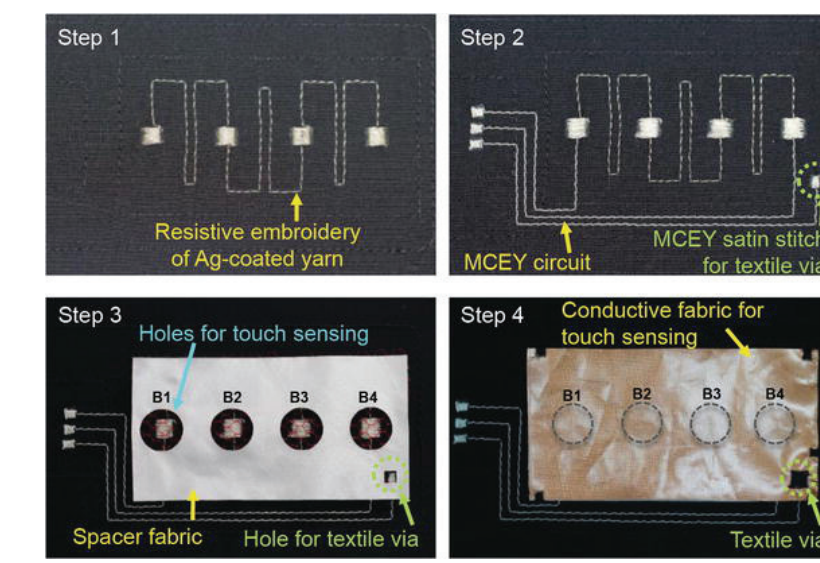 Step 1
Resistive embroidery
of Ag-coated yarn
Step 2
MCEY circuit
MCEY satin stitch
for textile via
Step 3
Holes for touch sensing
B1 B2 B3 B4
Spacer fabric
Hole for textile via
Step 4
Conductive fabric for
touch sensing
B1 B2 B3 B4
Textile via